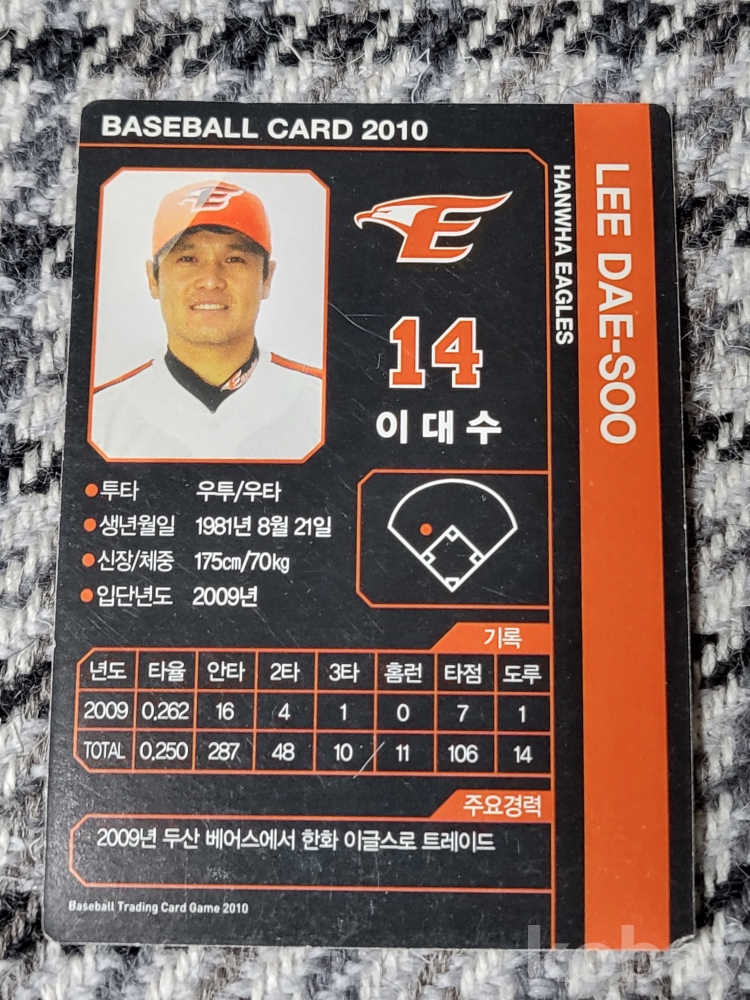 BASEBALL CARD 2010
LEE DAE-SOO
HANWHA EAGLES
E
14
이대수
투타 우투/우타
생년월일 1981년 8월 21일
신장/체중 175cm/70kg
입단년도 2009년
기록
년도 타율 안타 2타 3타 홈런 타점 도루
2009 0.262 16 4 1 0 7 1
TOTAL 0.250 287 48 10 11 106 14
주요경력
2009년 두산 베어스에서 한화 이글스로 트레이드
Baseball Trading Card Game 2010